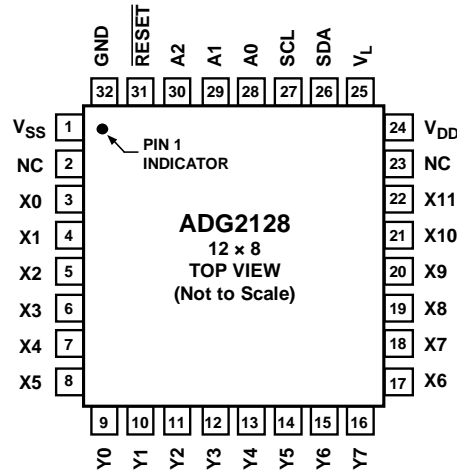 GND
RESET
A2
A1
A0
SCL
SDA
VL
32 31 30 29 28 27 26 25
VSS 1
NC 2
X0 3
X1 4
X2 5
X3 6
X4 7
X5 8
PIN 1
INDICATOR
ADG2128
12 × 8
TOP VIEW
(Not to Scale)
24 VDD
23 NC
22 X11
21 X10
20 X9
19 X8
18 X7
17 X6
9 10 11 12 13 14 15 16
Y0
Y1
Y2
Y3
Y4
Y5
Y6
Y7